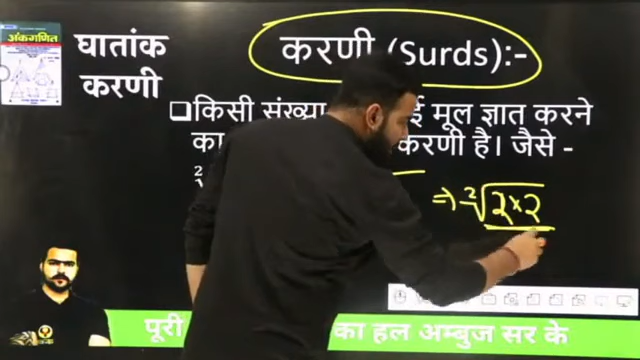 अंकगणित
घातांक
करणी
करणी (Surds):-
❑किसी संख्या मूल ज्ञात करने
करणी है। जैसे -
⇒ ²√2×2
पूरी का हल अम्बुज सर के